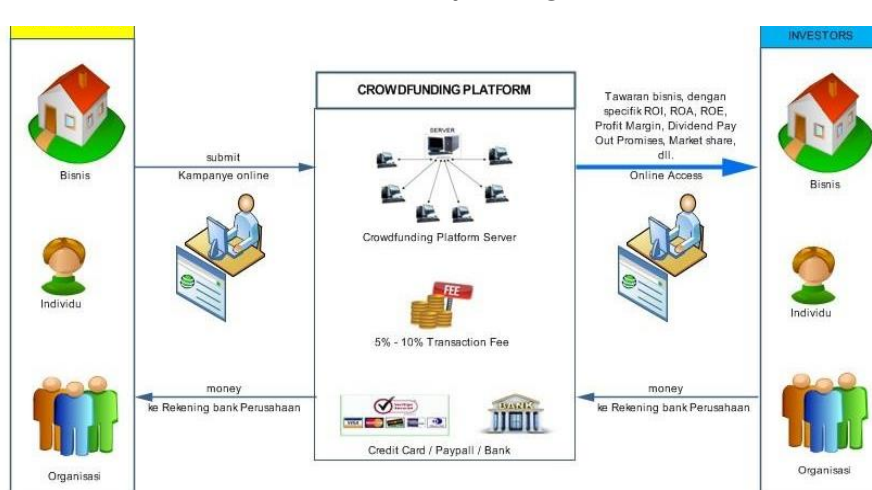 INVESTORS
CROWDFUNDING PLATFORM
SERVER
Bisnis
submit
Kampanye online
Tawaran bisnis, dengan
specifik ROI, ROA, ROE,
Profit Margin, Dividend Pay
Out Promises, Market share,
dll.
Online Access
Bisnis
Crowdfunding Platform Server
Individu
FEE
5% - 10% Transaction Fee
Individu
money
ke Rekening bank Perusahaan
VISA
BANK
Credit Card / Paypall / Bank
money
ke Rekening bank Perusahaan
Organisasi
Organisasi